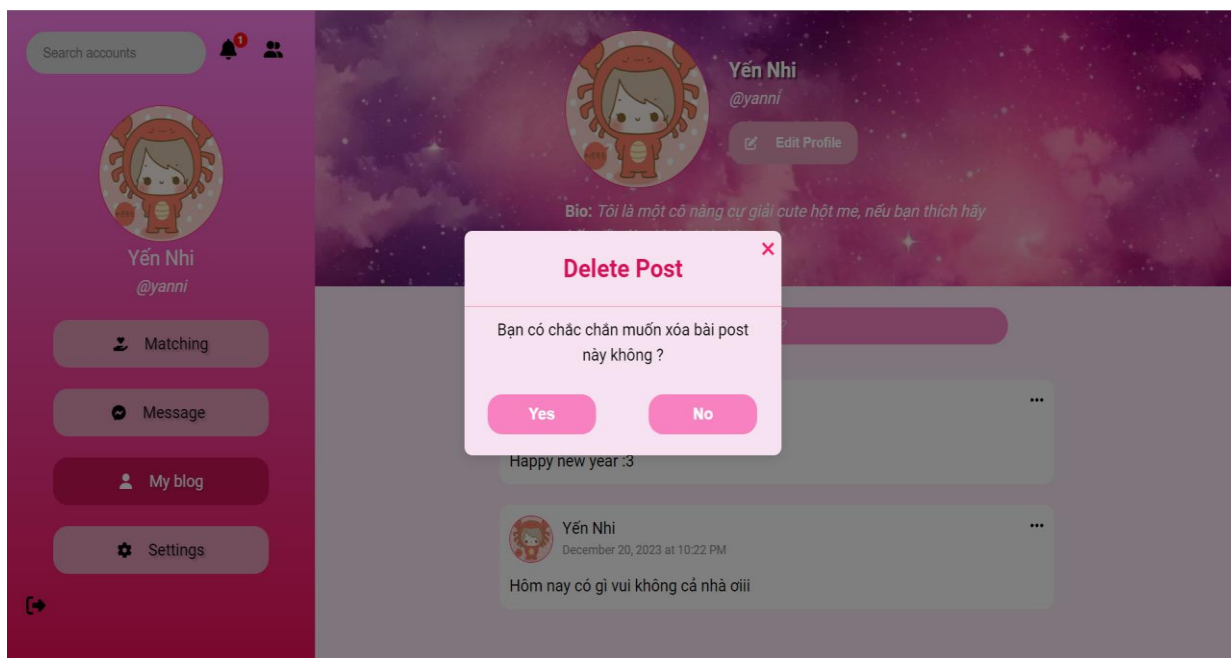 Search accounts
1
Yến Nhi
@yanni
Matching
Message
My blog
Settings
Yến Nhi
@yanni
Edit Profile
Bio: Tôi là một cô nàng cự giải cute hột me, nếu bạn thích hãy
Delete Post
×
Bạn có chắc chắn muốn xóa bài post
này không ?
Yes
No
?
Happy new year :3
Yến Nhi
December 20, 2023 at 10:22 PM
Hôm nay có gì vui không cả nhà ơiii